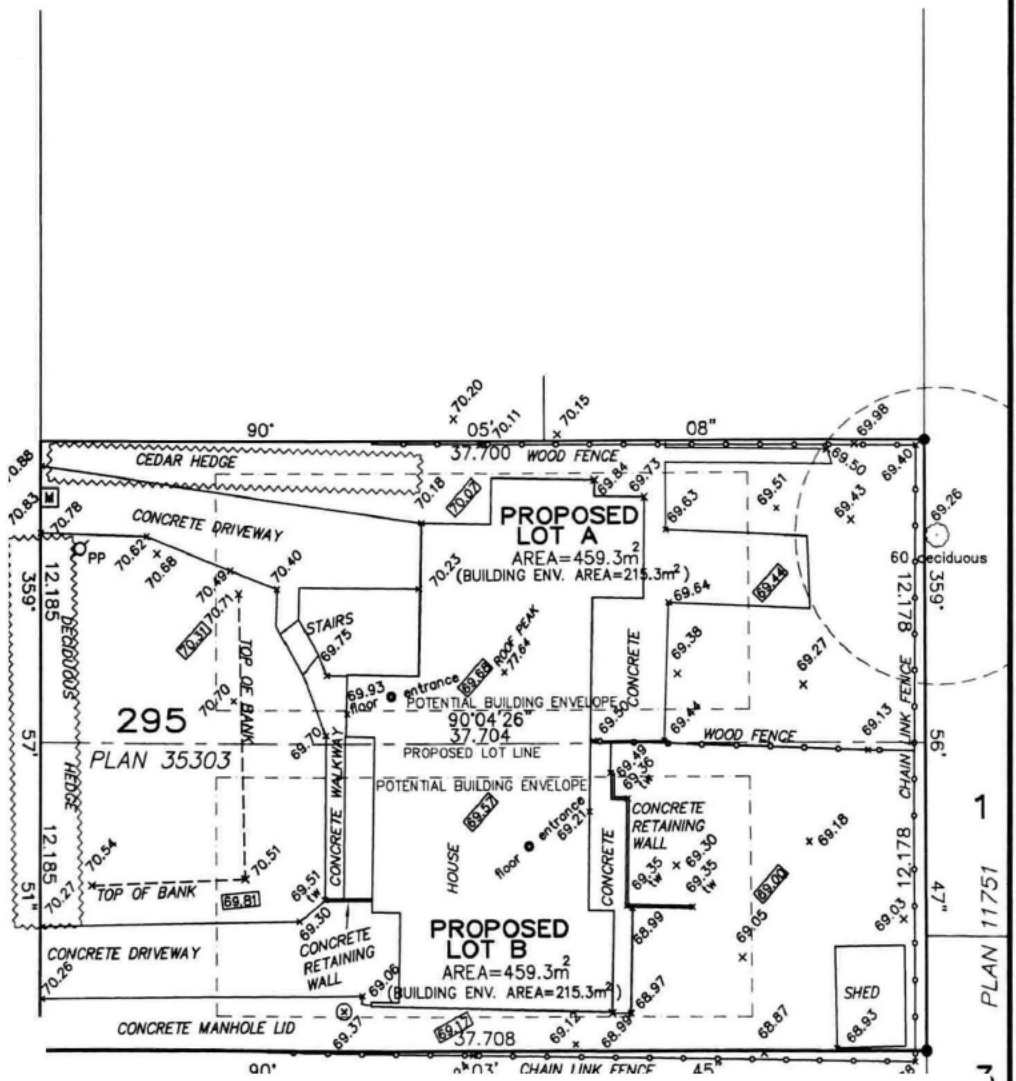 70.20
70.11
70.15
90°
05'
08"
37.700
WOOD FENCE
69.98
69.50
69.40
70.88
CEDAR HEDGE
70.18
70.07
69.84
69.73
69.63
69.51
69.43
69.26
70.83
M
70.78
CONCRETE DRIVEWAY
PROPOSED
LOT A
AREA=459.3m²
(BUILDING ENV. AREA=215.3m²)
60 deciduous
PP
70.62
70.68
70.49
70.40
70.23
69.64
69.44
359°
12.185
359°
12.178
70.71
70.31
STAIRS
69.75
ROOF PEAK
77.64
69.38
69.27
DECIDUOUS
HEDGE
TOP OF BANK
70.70
69.93
floor
entrance
69.68
CONCRETE
POTENTIAL BUILDING ENVELOPE
90°04'26"
37.704
PROPOSED LOT LINE
POTENTIAL BUILDING ENVELOPE
69.50
69.44
WOOD FENCE
69.13
CHAIN LINK FENCE
295
PLAN 35303
69.70
57'
56'
CONCRETE WALKWAY
69.49
69.36
tw
69.57
entrance
floor
69.21
CONCRETE
RETAINING
WALL
69.18
1
PLAN 11751
HOUSE
CONCRETE
69.35
tw
69.30
69.35
tw
69.00
12.185
51"
12.178
47"
70.54
70.27
TOP OF BANK
70.51
69.81
69.51
tw
69.30
68.99
69.05
69.03
CONCRETE DRIVEWAY
CONCRETE
RETAINING
WALL
PROPOSED
LOT B
AREA=459.3m²
(BUILDING ENV. AREA=215.3m²)
70.26
69.06
68.97
SHED
CONCRETE MANHOLE LID
69.37
69.17
37.708
69.12
68.99
68.87
68.93
90°
03'
CHAIN LINK FENCE
45"